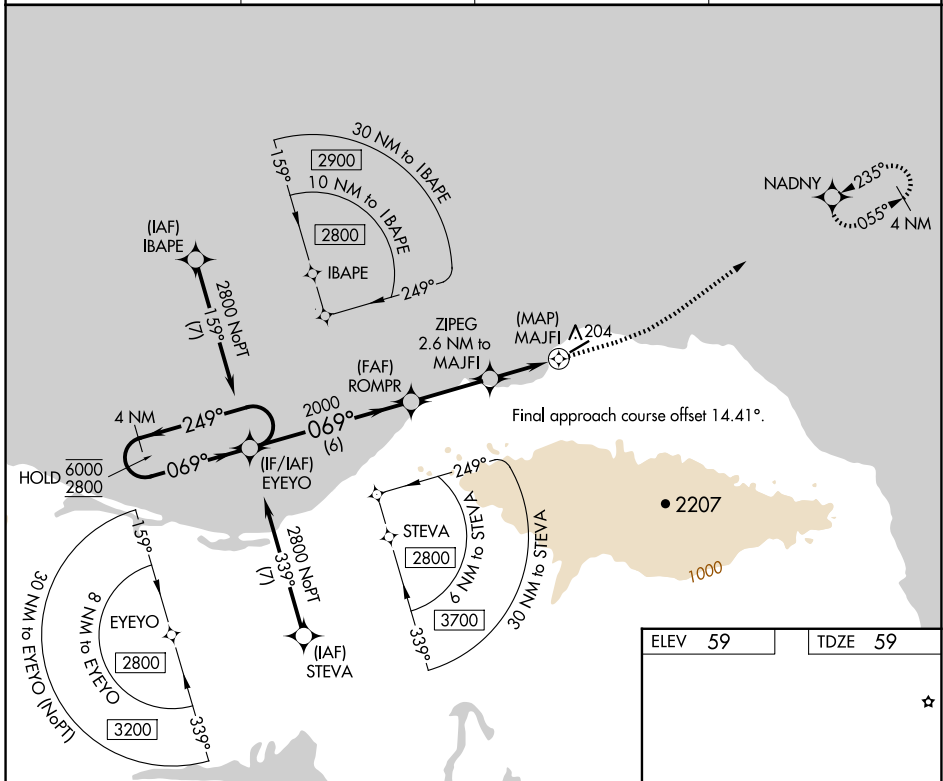 30 NM to IBAPE
159°
2900
10 NM to IBAPE
2800
IBAPE
249°
NADNY
235°
055°
4 NM
(IAF)
IBAPE
2800 NoPT
159°
(7)
ZIPEG
2.6 NM to
MAJFI
(MAP)
MAJFI
204
(FAF)
ROMPR
4 NM
249°
069°
2000
069°
(6)
Final approach course offset 14.41°.
HOLD 6000
2800
(IF/IAF)
EYEYO
249°
STEVA
2800
6 NM to STEVA
3700
30 NM to STEVA
339°
2207
1000
159°
EYEYO
8 NM to EYEYO
2800
30 NM to EYEYO (NoPT)
3200
339°
2800 NoPT
339°
(7)
(IAF)
STEVA
ELEV 59
TDZE 59